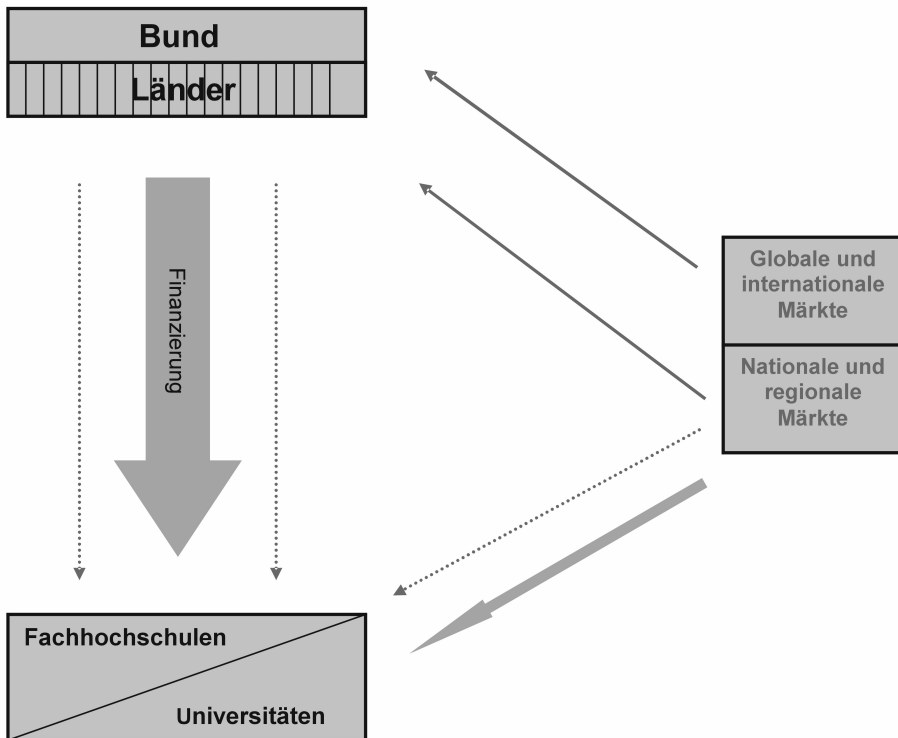 Bund
Länder
Finanzierung
Globale und
internationale
Märkte
Nationale und
regionale
Märkte
Fachhochschulen
Universitäten